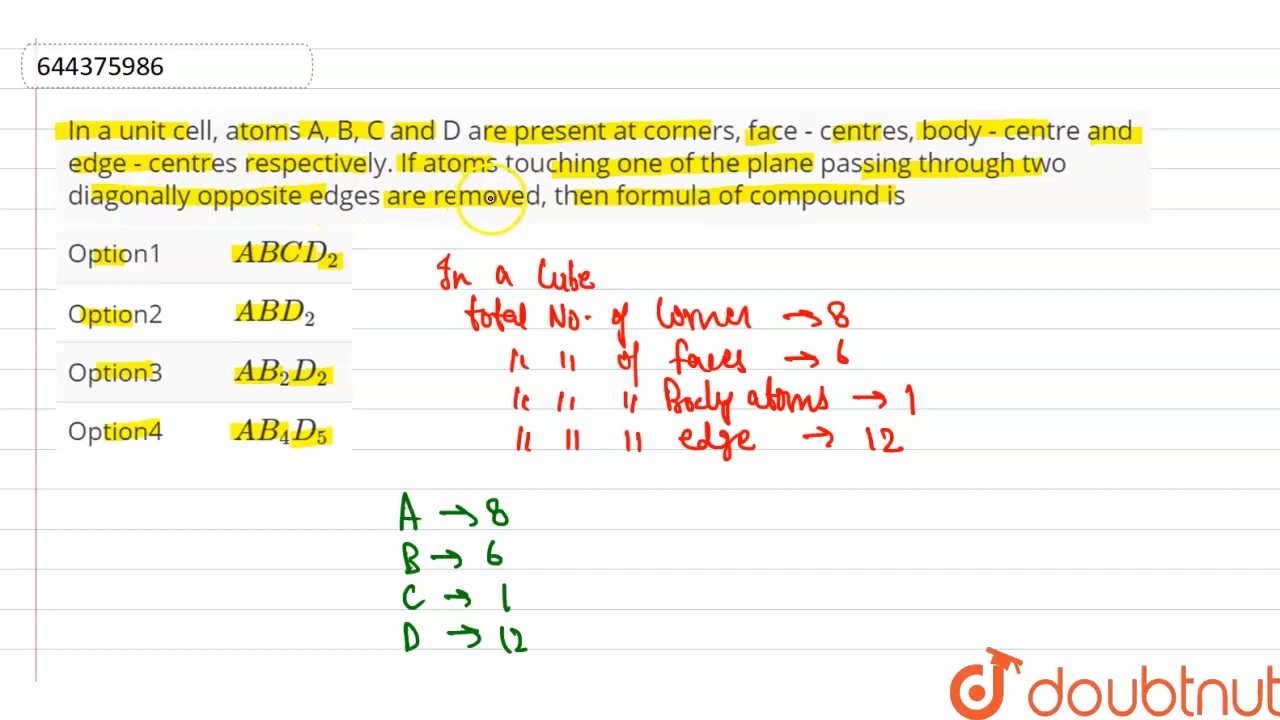 644375986
In a unit cell, atoms A, B, C and D are present at corners, face - centres, body - centre and
edge - centres respectively. If atoms touching one of the plane passing through two
diagonally opposite edges are removed, then formula of compound is
Option1 ABCD₂
Option2 ABD₂
Option3 AB₂D₂
Option4 AB₄D₅
In a Cube
total No. of Corner → 8
〃 〃 of faces → 6
〃 〃 〃 Body atoms → 1
〃 〃 〃 edge → 12
A → 8
B → 6
C → 1
D → 12
doubtnut